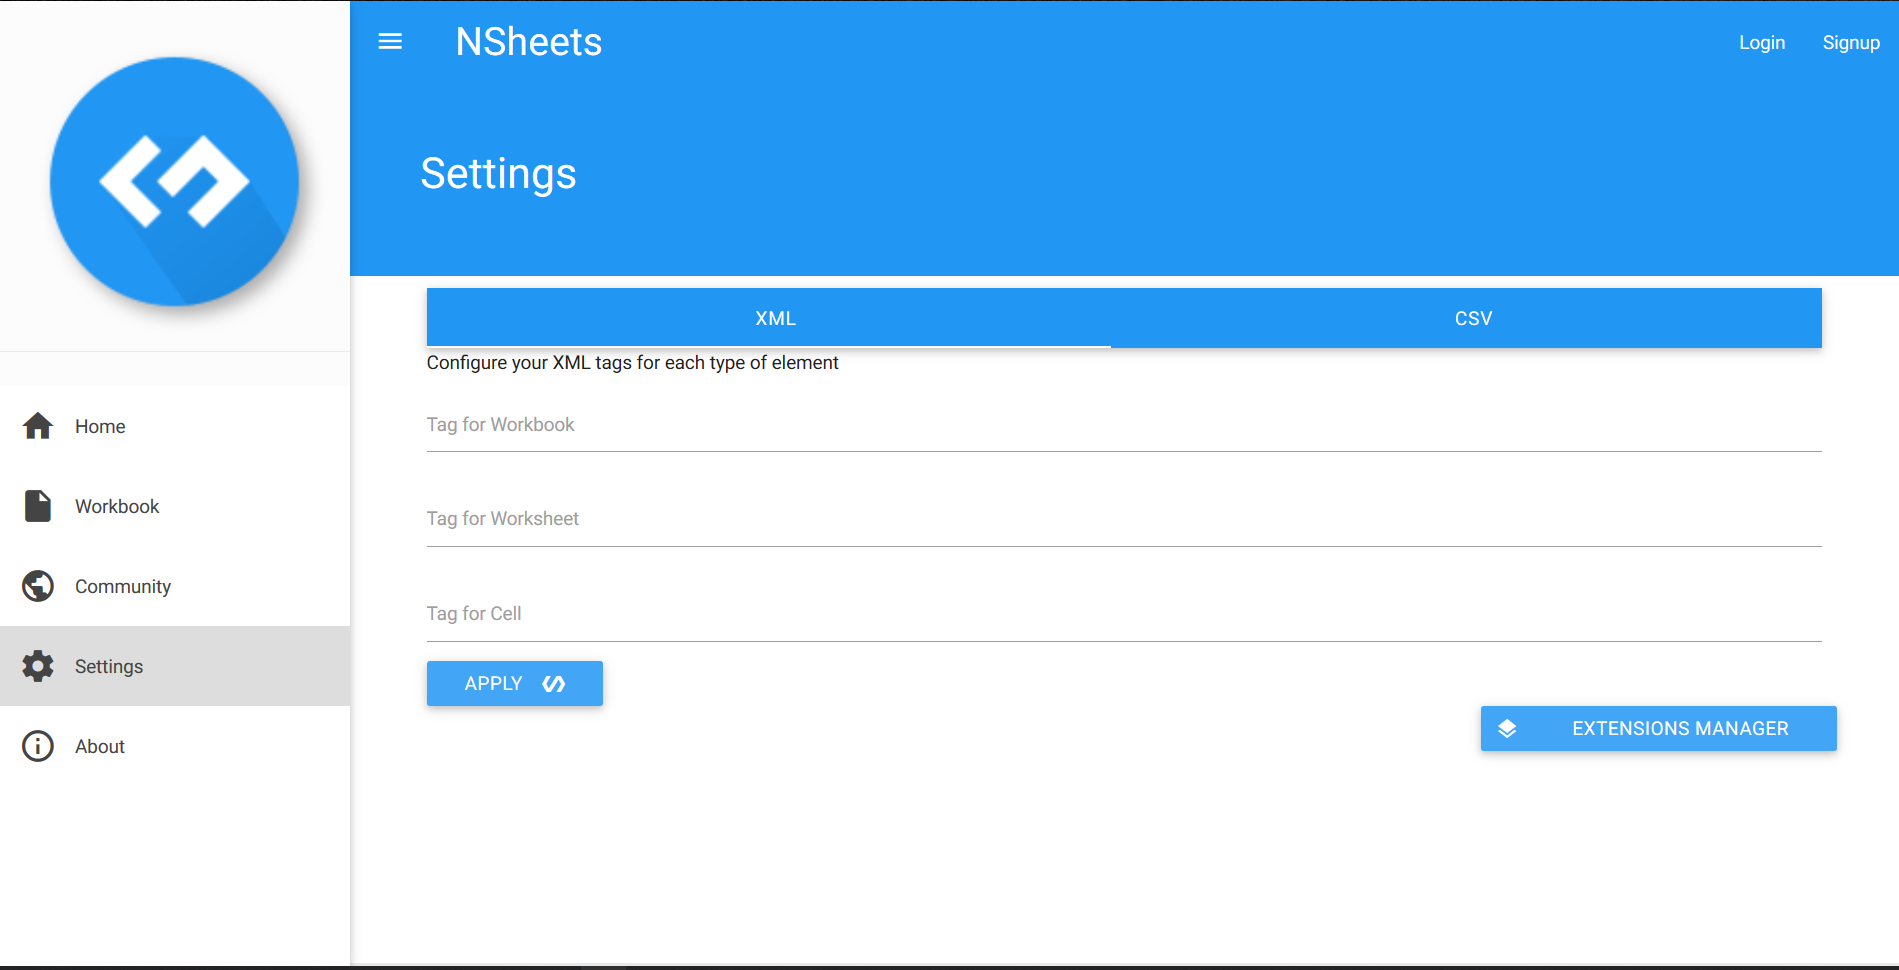 NSheets
Login Signup
Settings
XML CSV
Configure your XML tags for each type of element
Tag for Workbook
Tag for Worksheet
Tag for Cell
APPLY
EXTENSIONS MANAGER
Home
Workbook
Community
Settings
About